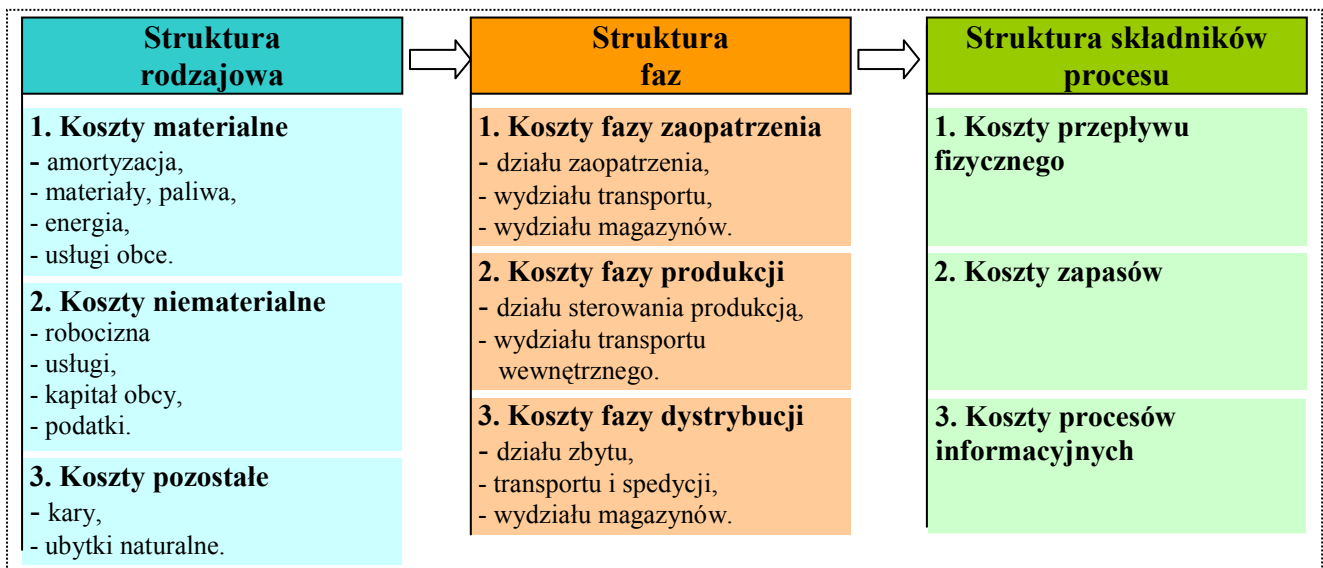 Struktura
rodzajowa
1. Koszty materialne
- amortyzacja,
- materiały, paliwa,
- energia,
- usługi obce.
2. Koszty niematerialne
- robocizna
- usługi,
- kapitał obcy,
- podatki.
3. Koszty pozostałe
- kary,
- ubytki naturalne.
Struktura
faz
1. Koszty fazy zaopatrzenia
- działu zaopatrzenia,
- wydziału transportu,
- wydziału magazynów.
2. Koszty fazy produkcji
- działu sterowania produkcją,
- wydziału transportu
wewnętrznego.
3. Koszty fazy dystrybucji
- działu zbytu,
- transportu i spedycji,
- wydziału magazynów.
Struktura składników
procesu
1. Koszty przepływu
fizycznego
2. Koszty zapasów
3. Koszty procesów
informacyjnych